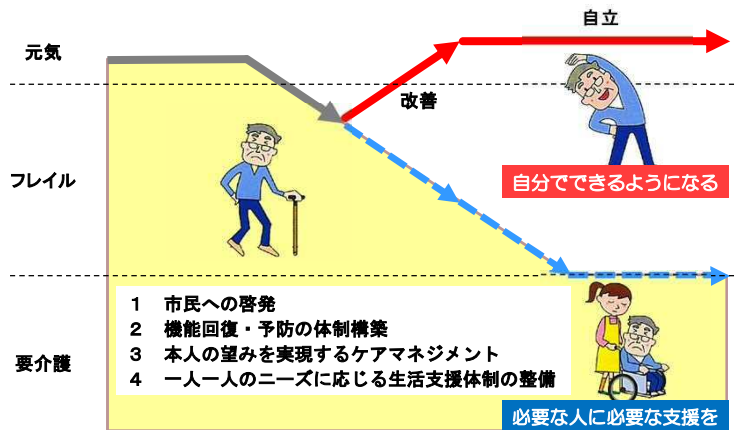 自立
元気
改善
フレイル
自分でできるようになる
1 市民への啓発
2 機能回復・予防の体制構築
3 本人の望みを実現するケアマネジメント
4 一人一人のニーズに応じる生活支援体制の整備
要介護
必要な人に必要な支援を